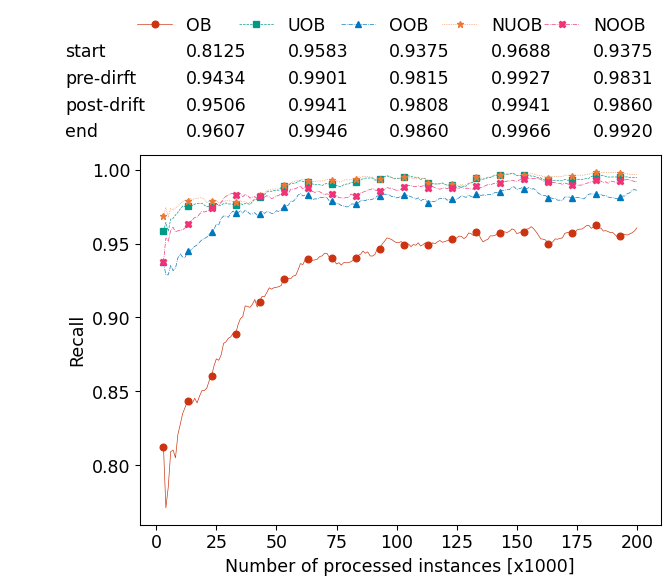 OB UOB OOB NUOB NOOB
start 0.8125 0.9583 0.9375 0.9688 0.9375
pre-dirft 0.9434 0.9901 0.9815 0.9927 0.9831
post-drift 0.9506 0.9941 0.9808 0.9941 0.9860
end 0.9607 0.9946 0.9860 0.9966 0.9920
1.00
0.95
0.90
0.85
0.80
Recall
0 25 50 75 100 125 150 175 200
Number of processed instances [x1000]